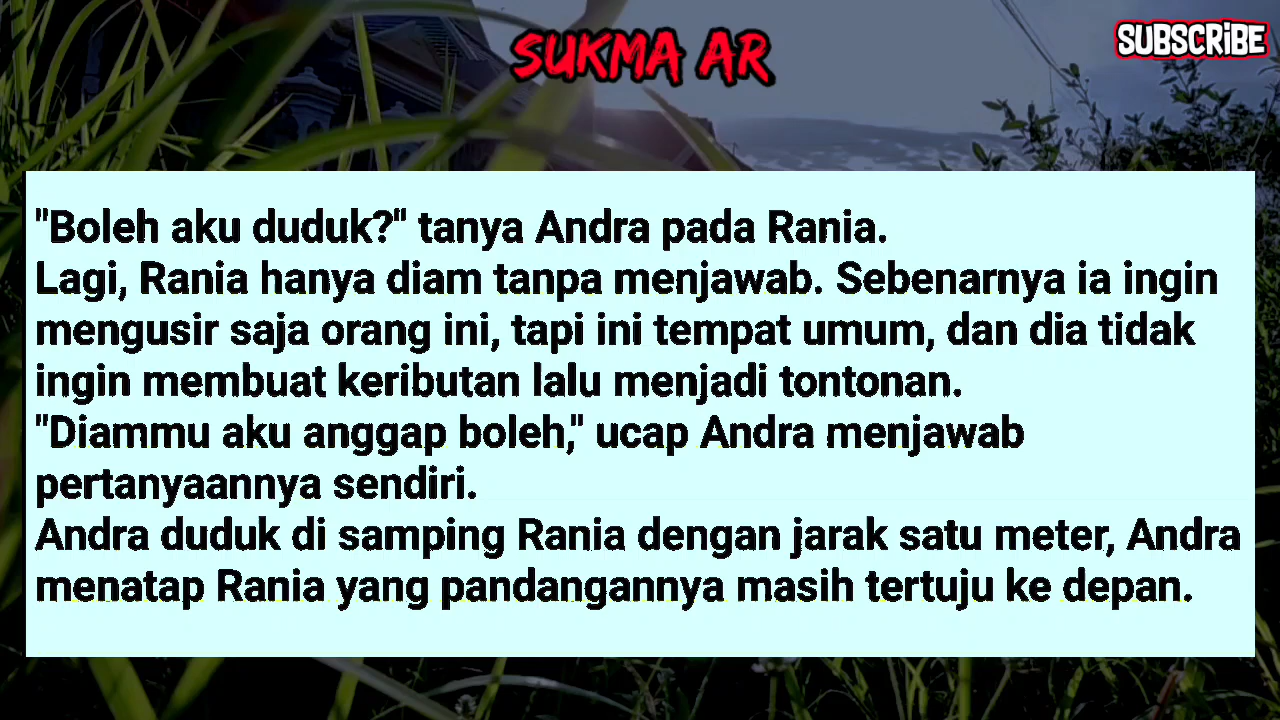 SUKMA AR
SUBSCRiBE
"Boleh aku duduk?" tanya Andra pada Rania.
Lagi, Rania hanya diam tanpa menjawab. Sebenarnya ia ingin
mengusir saja orang ini, tapi ini tempat umum, dan dia tidak
ingin membuat keributan lalu menjadi tontonan.
"Diammu aku anggap boleh," ucap Andra menjawab
pertanyaannya sendiri.
Andra duduk di samping Rania dengan jarak satu meter, Andra
menatap Rania yang pandangannya masih tertuju ke depan.